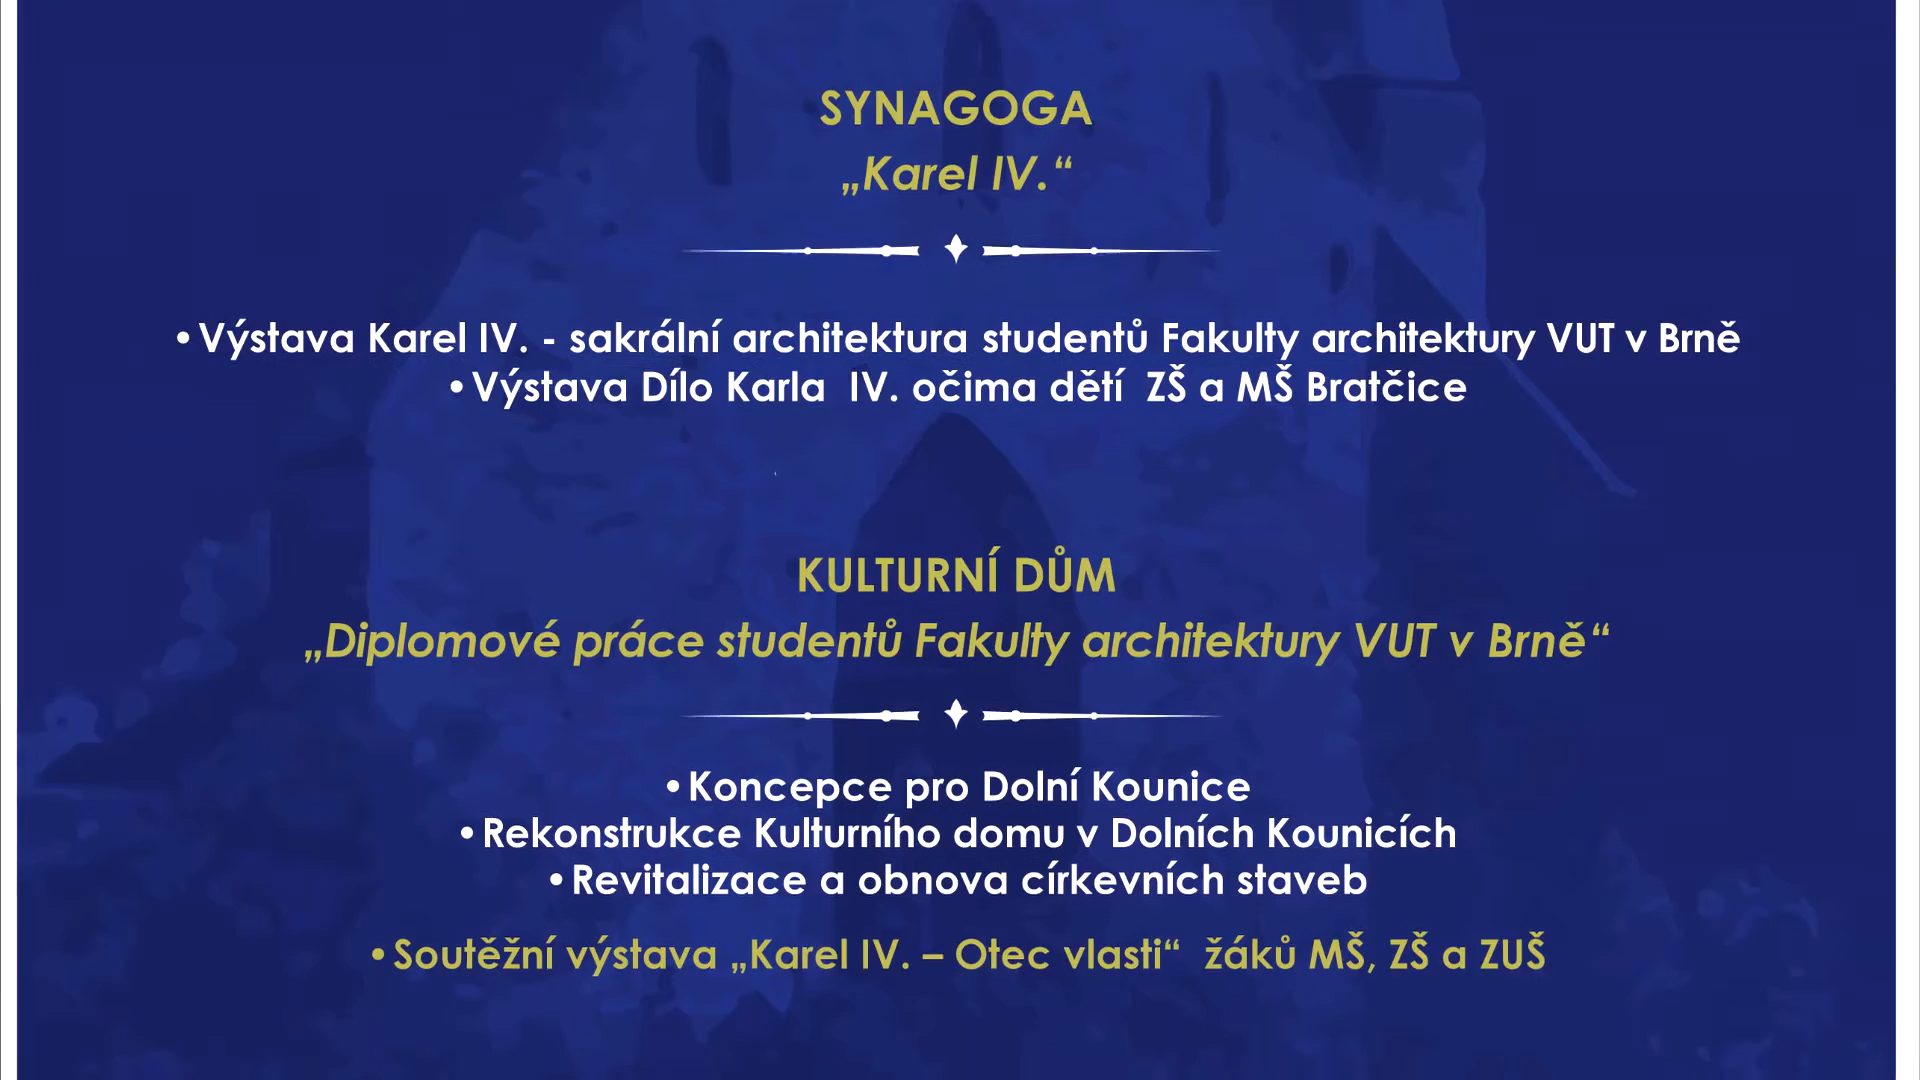 SYNAGOGA
„Karel IV.“
•Výstava Karel IV. - sakrální architektura studentů Fakulty architektury VUT v Brně
•Výstava Dílo Karla  IV. očima dětí  ZŠ a MŠ Bratčice
KULTURNÍ DŮM
„Diplomové práce studentů Fakulty architektury VUT v Brně“
•Koncepce pro Dolní Kounice
•Rekonstrukce Kulturního domu v Dolních Kounicích
•Revitalizace a obnova církevních staveb
•Soutěžní výstava „Karel IV. – Otec vlasti“  žáků MŠ, ZŠ a ZUŠ